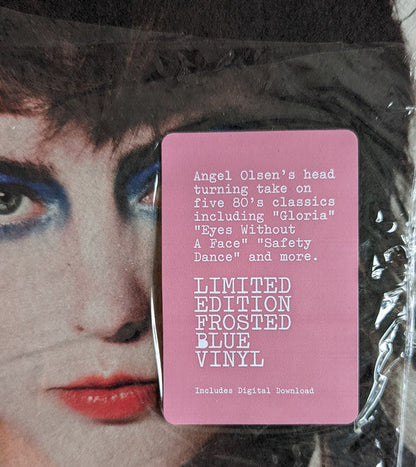 Angel Olsen's head
turning take on
five 80's classics
including "Gloria"
"Eyes Without
A Face" "Safety
Dance" and more.
LIMITED
EDITION
FROSTED
BLUE
VINYL
Includes Digital Download